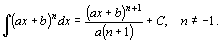 ∫(ax + b)ⁿ dx = (ax + b)ⁿ⁺¹ / a(n + 1) + C, n ≠ −1.